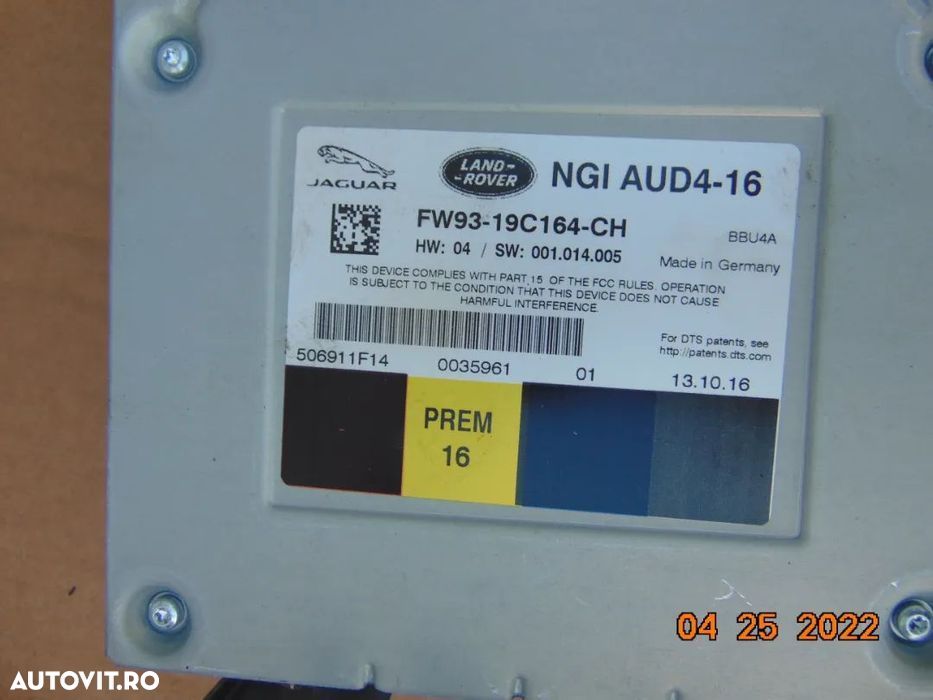 JAGUAR
LAND-
-ROVER
NGI AUD4-16
FW93-19C164-CH
BBU4A
HW: 04 / SW: 001.014.005
Made in Germany
THIS DEVICE COMPLIES WITH PART 15 OF THE FCC RULES. OPERATION
IS SUBJECT TO THE CONDITION THAT THIS DEVICE DOES NOT CAUSE
HARMFUL INTERFERENCE.
For DTS patents, see
http://patents.dts.com
506911F14 0035961 01 13.10.16
PREM
16
04 25 2022
AUTOVIT.RO